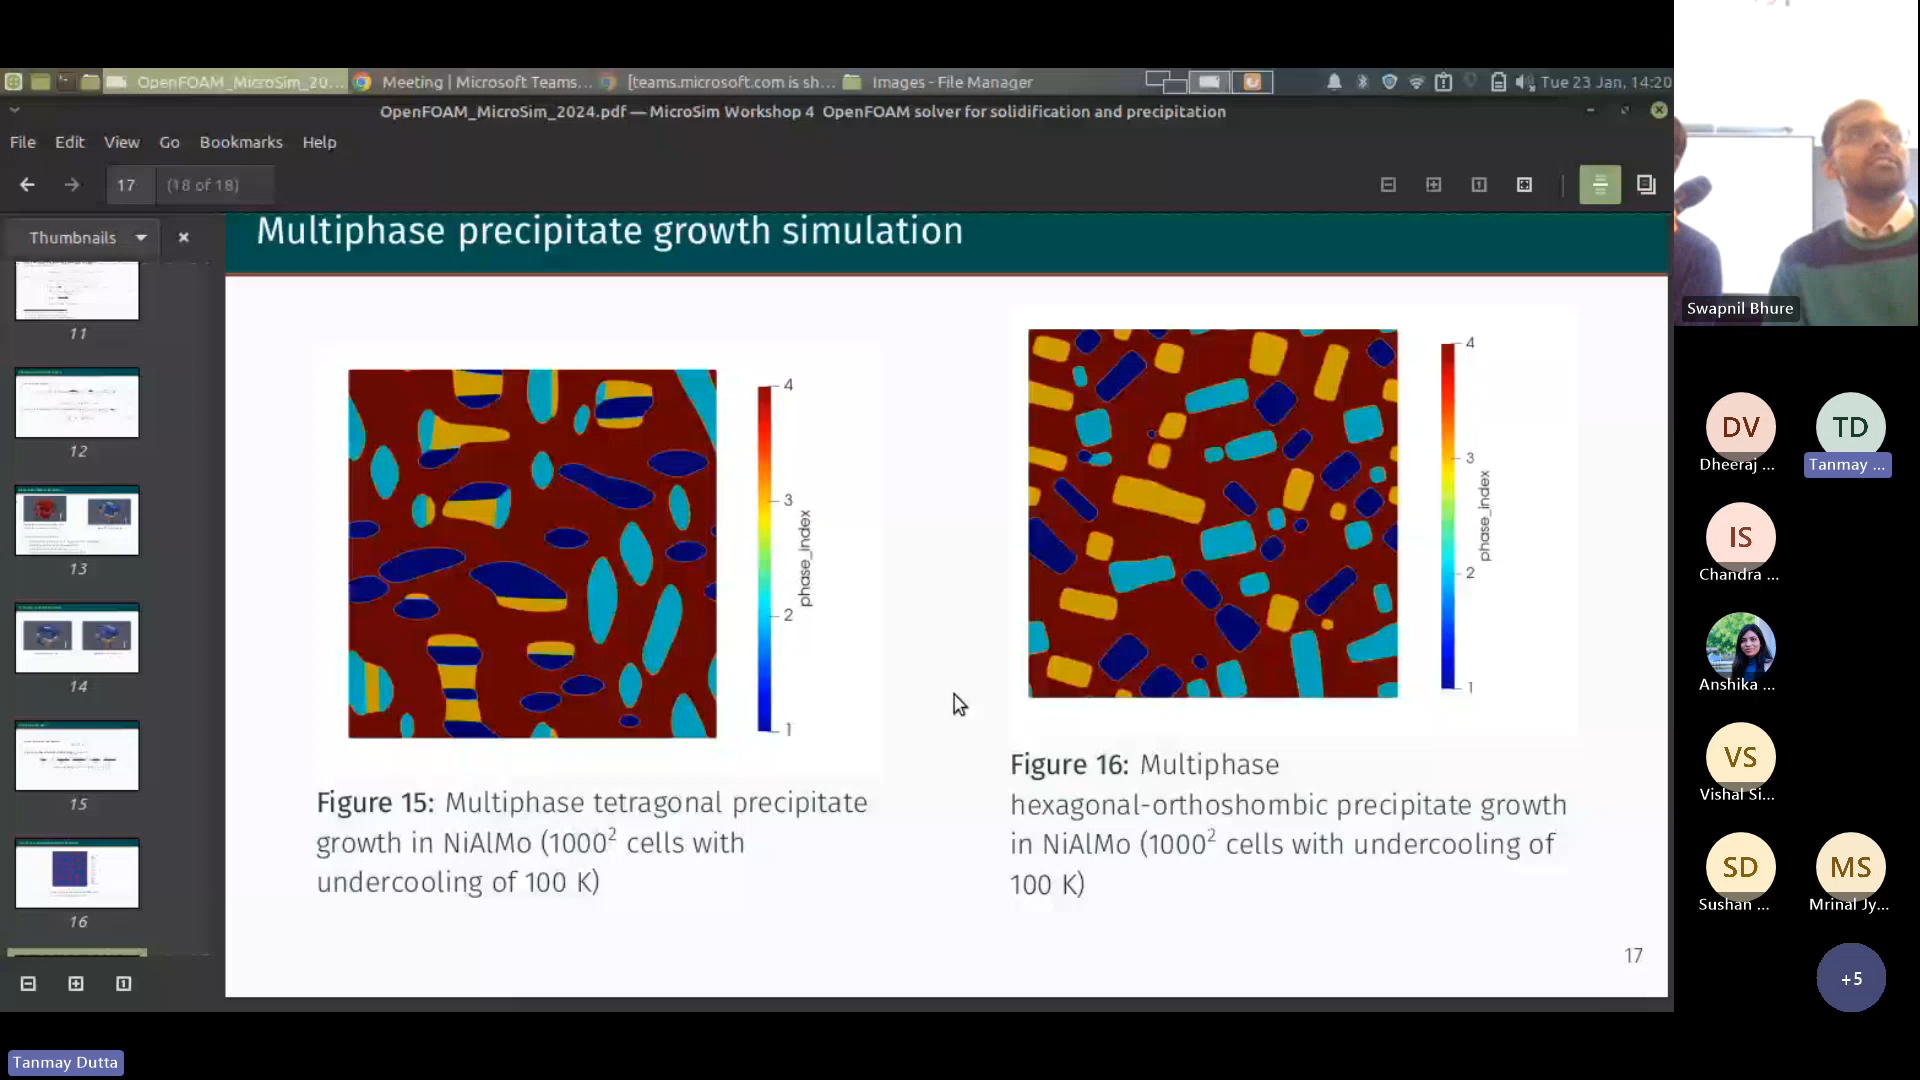 OpenFOAM_MicroSim_20...
Meeting | Microsoft Teams...
[teams.microsoft.com is sh...
Images - File Manager
Tue 23 Jan, 14:20
OpenFOAM_MicroSim_2024.pdf — MicroSim Workshop 4 OpenFOAM solver for solidification and precipitation
File Edit View Go Bookmarks Help
17 (18 of 18)
Thumbnails
11
12
13
14
15
16
Multiphase precipitate growth simulation
4
3
2
1
phase_index
4
3
2
1
phase_index
Figure 15: Multiphase tetragonal precipitate
growth in NiAlMo (1000² cells with
undercooling of 100 K)
Figure 16: Multiphase
hexagonal-orthoshombic precipitate growth
in NiAlMo (1000² cells with undercooling of
100 K)
17
Swapnil Bhure
DV
Dheeraj ...
TD
Tanmay ...
IS
Chandra ...
Anshika ...
VS
Vishal Si...
SD
Sushan ...
MS
Mrinal Jy...
+5
Tanmay Dutta